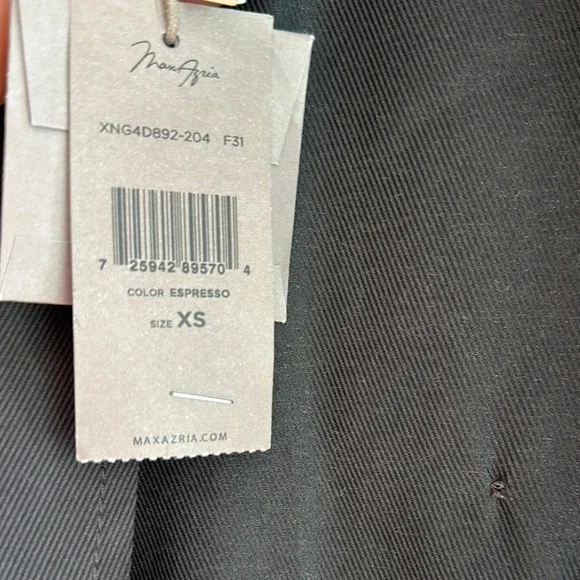 MaxAzria
XNG4D892-204 F31
7 25942 89570 4
COLOR ESPRESSO
SIZE XS
MAXAZRIA.COM